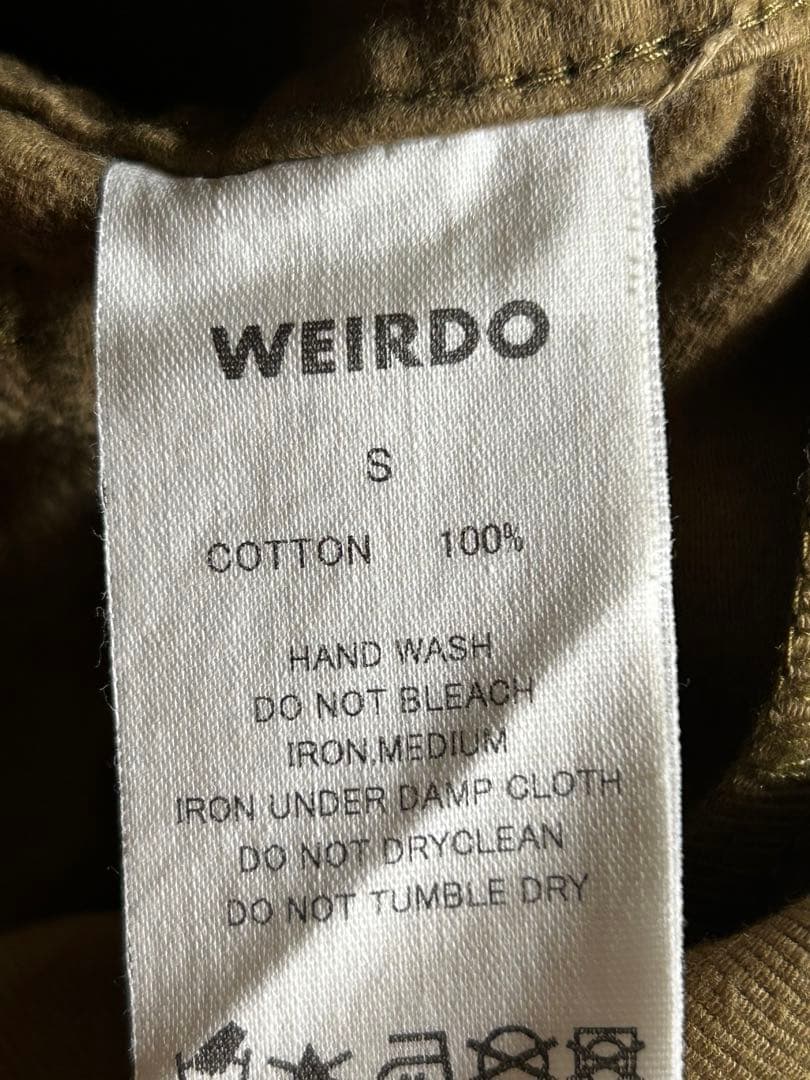 WEIRDO
S
COTTON 100%
HAND WASH
DO NOT BLEACH
IRON.MEDIUM
IRON UNDER DAMP CLOTH
DO NOT DRYCLEAN
DO NOT TUMBLE DRY